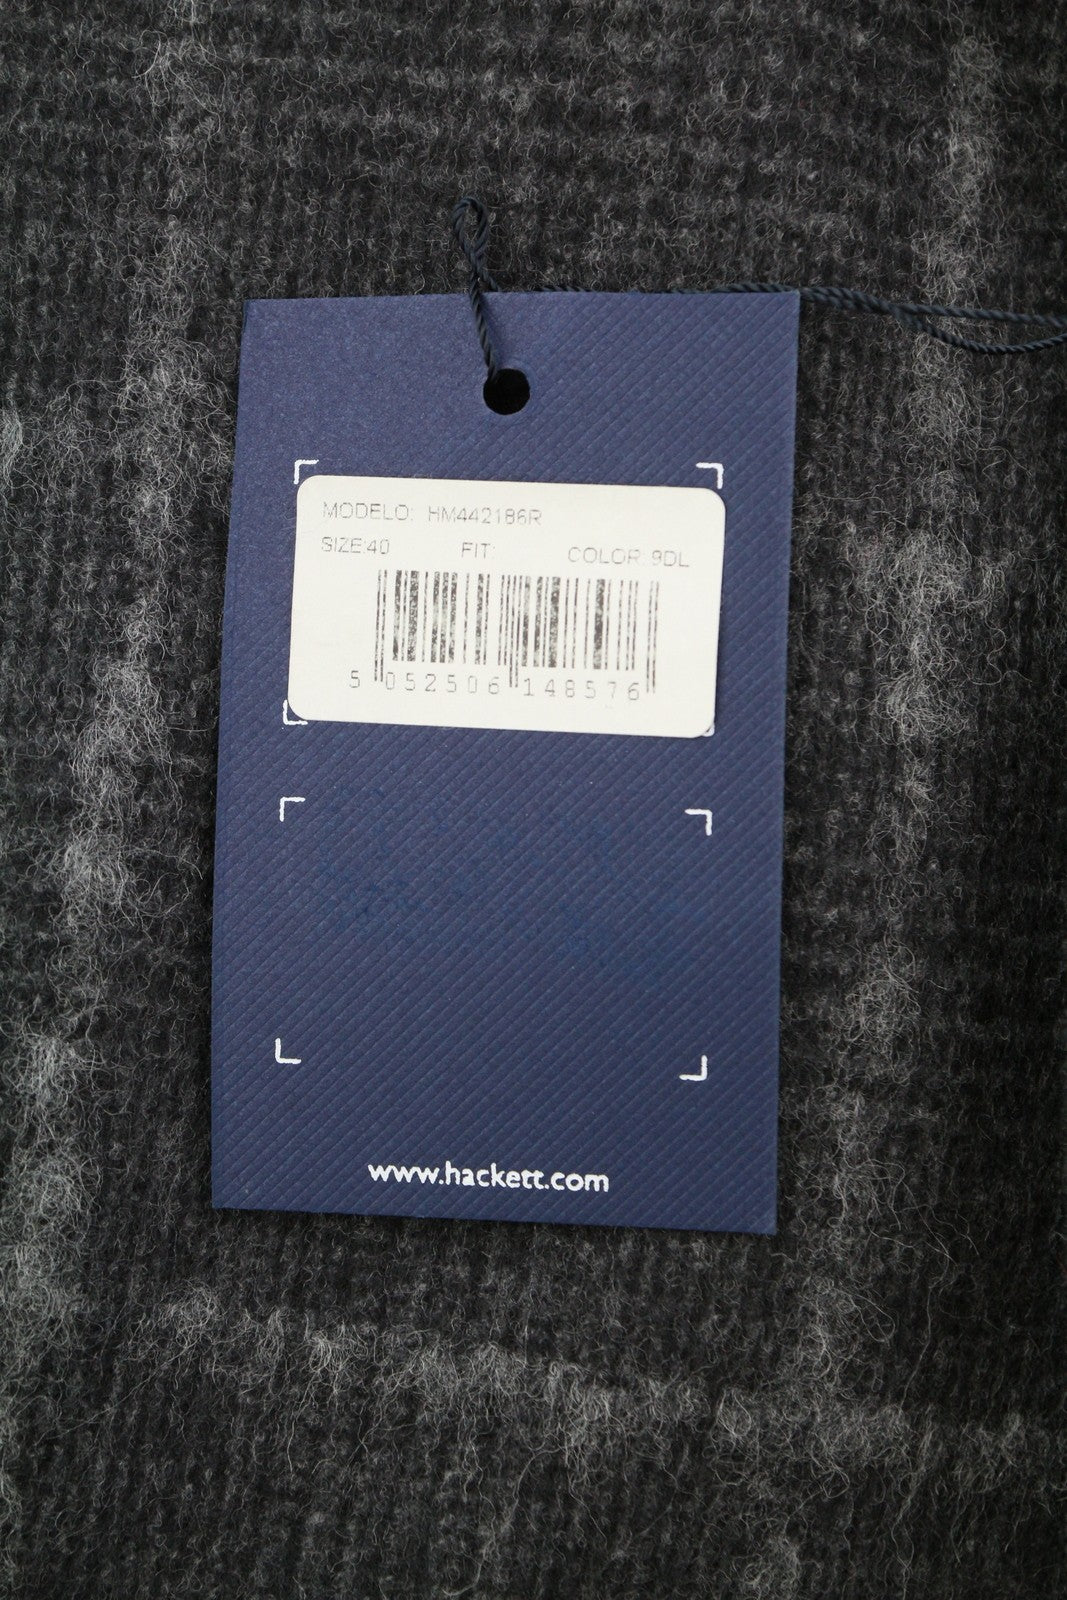 MODELO: HM442186R
SIZE:40 FIT: COLOR: 9DL
5 052506 148576
www.hackett.com